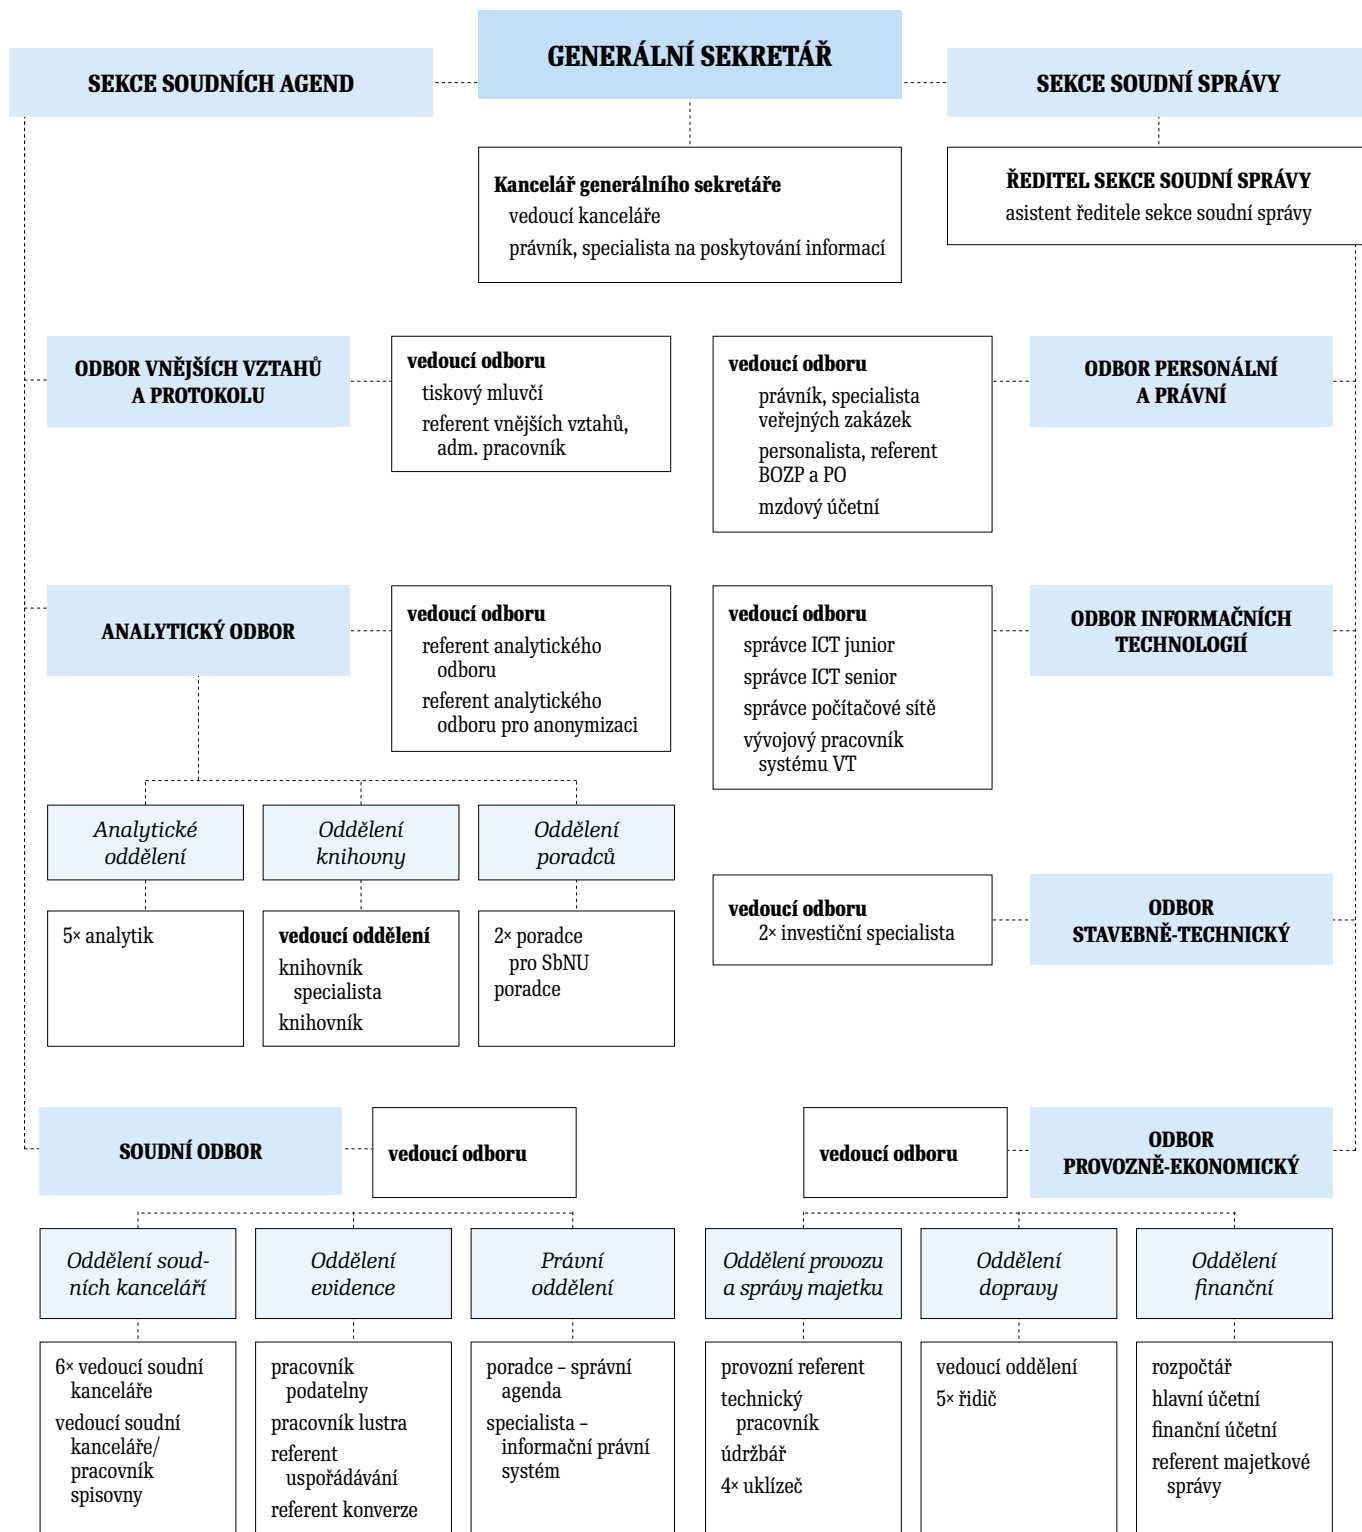 GENERÁLNÍ SEKRETÁŘ
SEKCE SOUDNÍCH AGEND
SEKCE SOUDNÍ SPRÁVY
Kancelář generálního sekretáře
vedoucí kanceláře
právník, specialista na poskytování informací
ŘEDITEL SEKCE SOUDNÍ SPRÁVY
asistent ředitele sekce soudní správy
ODBOR VNĚJŠÍCH VZTAHŮ
A PROTOKOLU
vedoucí odboru
tiskový mluvčí
referent vnějších vztahů,
adm. pracovník
vedoucí odboru
právník, specialista
veřejných zakázek
personalista, referent
BOZP a PO
mzdový účetní
ODBOR PERSONÁLNÍ
A PRÁVNÍ
ANALYTICKÝ ODBOR
vedoucí odboru
referent analytického
odboru
referent analytického
odboru pro anonymizaci
vedoucí odboru
správce ICT junior
správce ICT senior
správce počítačové sítě
vývojový pracovník
systému VT
ODBOR INFORMAČNÍCH
TECHNOLOGIÍ
Analytické
oddělení
Oddělení
knihovny
Oddělení
poradců
5× analytik
vedoucí oddělení
knihovník
specialista
knihovník
2× poradce
pro SbNU
poradce
vedoucí odboru
2× investiční specialista
ODBOR
STAVEBNĚ-TECHNICKÝ
SOUDNÍ ODBOR
vedoucí odboru
vedoucí odboru
ODBOR
PROVOZNĚ-EKONOMICKÝ
Oddělení soud-
ních kanceláří
Oddělení
evidence
Právní
oddělení
Oddělení provozu
a správy majetku
Oddělení
dopravy
Oddělení
finanční
6× vedoucí soudní
kanceláře
vedoucí soudní
kanceláře/
pracovník
spisovny
pracovník
podatelny
pracovník lustra
referent
uspořádávání
referent konverze
poradce – správní
agenda
specialista –
informační právní
systém
provozní referent
technický
pracovník
údržbář
4× uklízeč
vedoucí oddělení
5× řidič
rozpočtář
hlavní účetní
finanční účetní
referent majetkové
správy